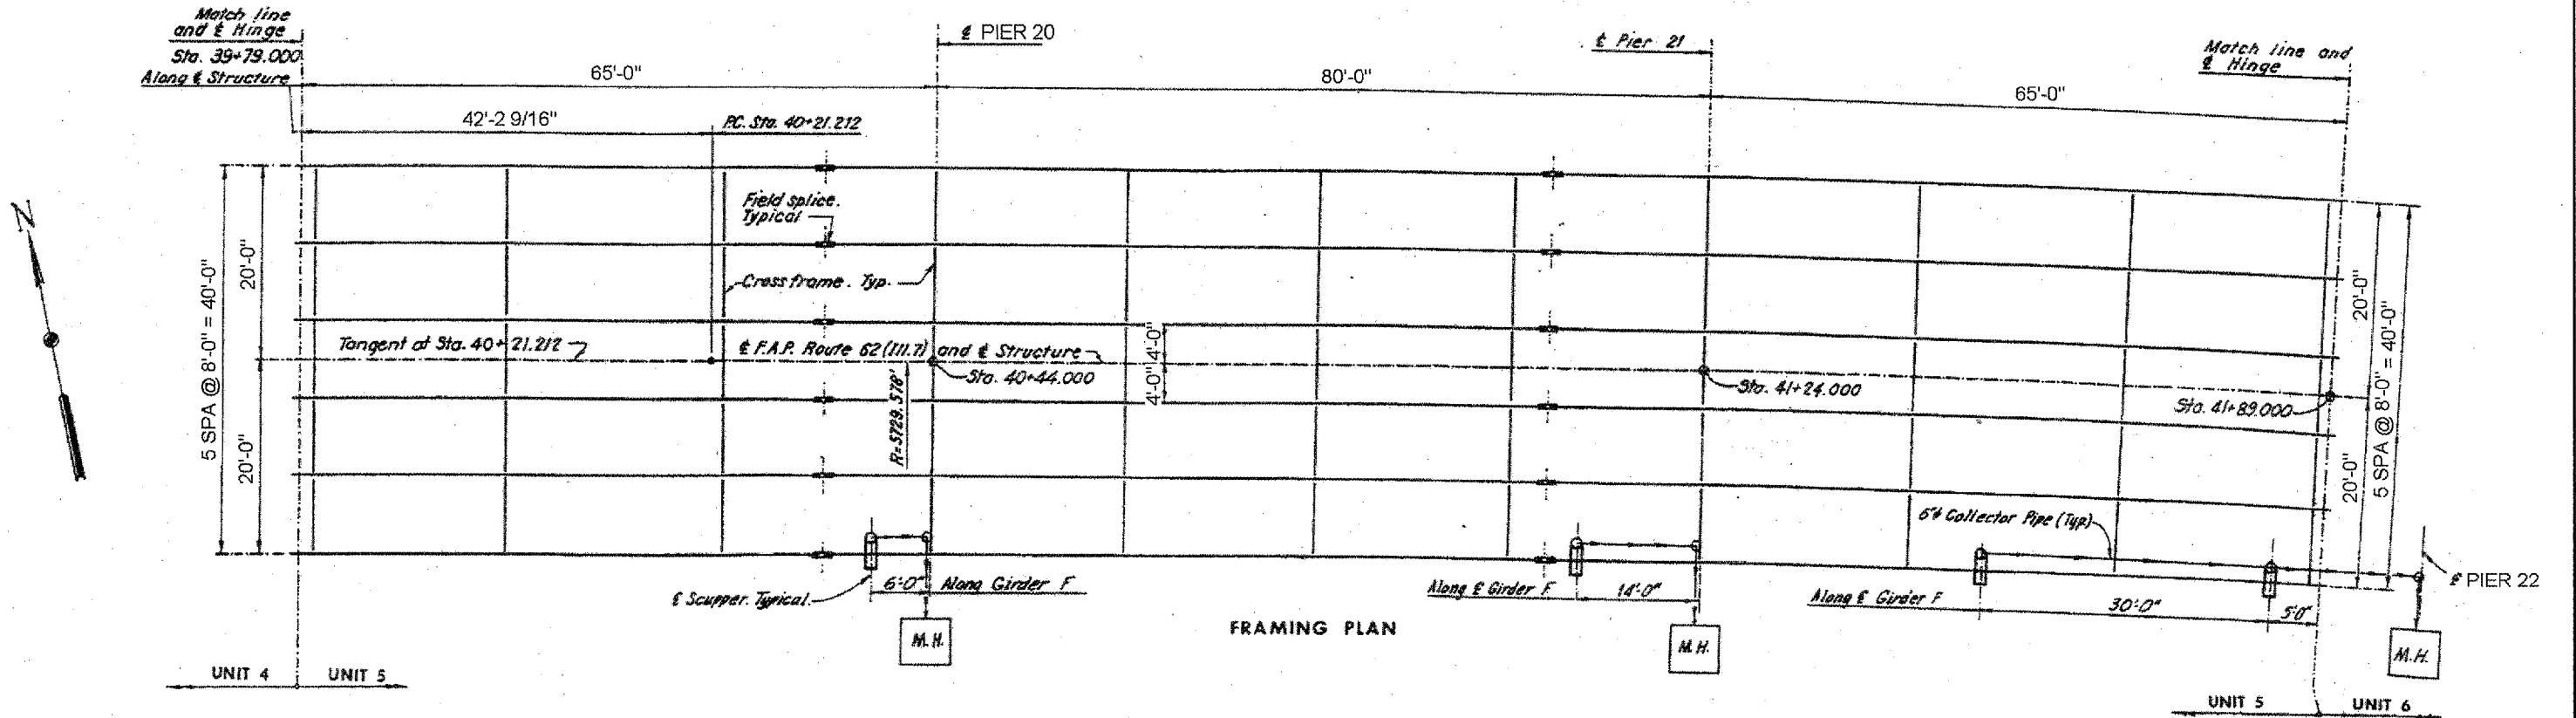 Match line
and ℄ Hinge
Sta. 39+79.000
Along ℄ Structure
℄ PIER 20
℄ Pier 21
Match line and
℄ Hinge
65'-0"
80'-0"
65'-0"
42'-2 9/16"
P.C. Sta. 40+21.212
N
Field splice.
Typical
Cross frame. Typ.
5 SPA @ 8'-0" = 40'-0"
20'-0"
20'-0"
Tangent at Sta. 40+21.212
℄ F.A.P. Route 62 (Ill.7) and ℄ Structure
Sta. 40+44.000
R=5729.578'
4'-0"
4'-0"
Sta. 41+24.000
Sta. 41+89.000
20'-0"
20'-0"
5 SPA @ 8'-0" = 40'-0"
6"φ Collector Pipe (Typ)
℄ PIER 22
℄ Scupper. Typical.
6'-0"
Along Girder F
Along ℄ Girder F
14'-0"
Along ℄ Girder F
30'-0"
5'-0"
M.H.
M.H.
M.H.
FRAMING PLAN
UNIT 4
UNIT 5
UNIT 5
UNIT 6